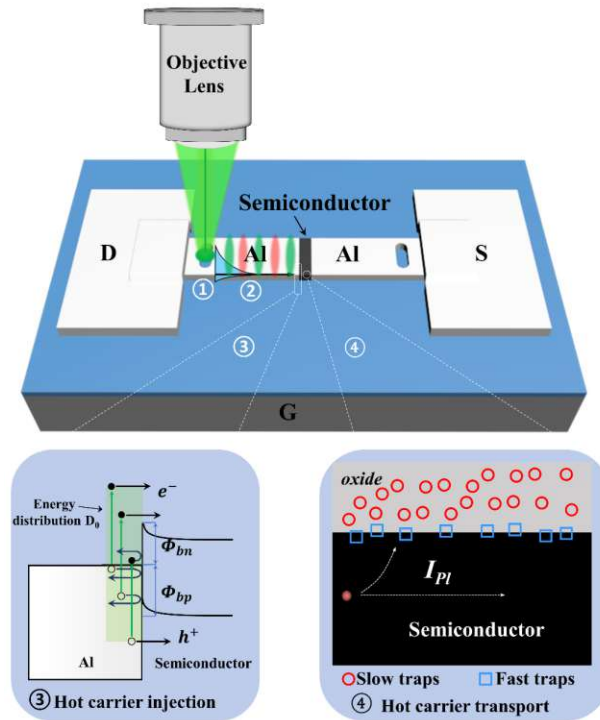 Objective
Lens
Semiconductor
D
Al
Al
S
①
②
③
④
G
e⁻
Energy
distribution D₀
Φbn
Φbp
h⁺
Al
Semiconductor
③ Hot carrier injection
oxide
IPl
Semiconductor
Slow traps
Fast traps
④ Hot carrier transport